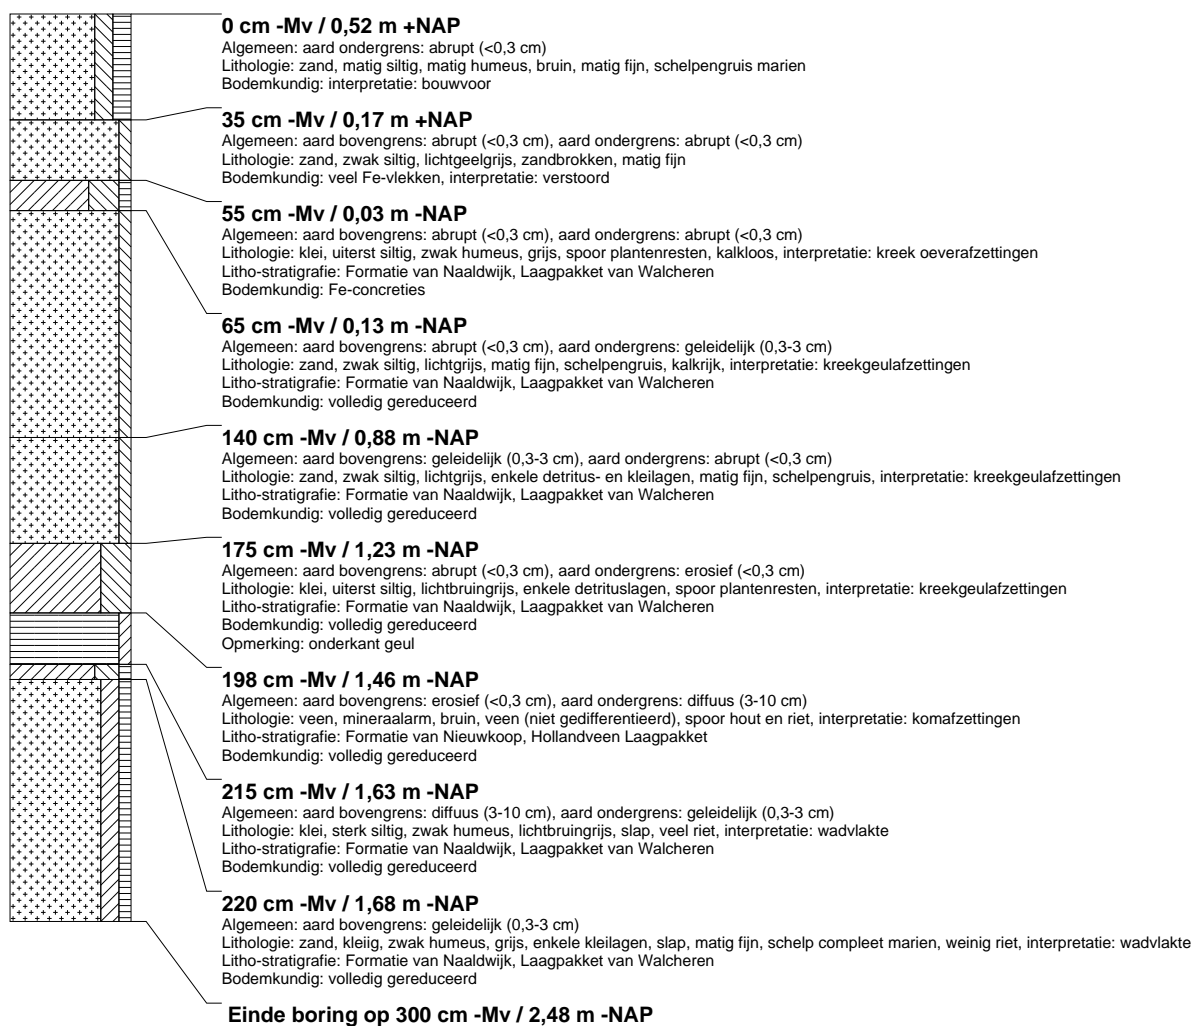 0 cm -Mv / 0,52 m +NAP
Algemeen: aard ondergrens: abrupt (<0,3 cm)
Lithologie: zand, matig siltig, matig humeus, bruin, matig fijn, schelpengruis marien
Bodemkundig: interpretatie: bouwvoor
35 cm -Mv / 0,17 m +NAP
Algemeen: aard bovengrens: abrupt (<0,3 cm), aard ondergrens: abrupt (<0,3 cm)
Lithologie: zand, zwak siltig, lichtgeelgrijs, zandbrokken, matig fijn
Bodemkundig: veel Fe-vlekken, interpretatie: verstoord
55 cm -Mv / 0,03 m -NAP
Algemeen: aard bovengrens: abrupt (<0,3 cm), aard ondergrens: abrupt (<0,3 cm)
Lithologie: klei, uiterst siltig, zwak humeus, grijs, spoor plantenresten, kalkloos, interpretatie: kreek oeverafzettingen
Litho-stratigrafie: Formatie van Naaldwijk, Laagpakket van Walcheren
Bodemkundig: Fe-concreties
65 cm -Mv / 0,13 m -NAP
Algemeen: aard bovengrens: abrupt (<0,3 cm), aard ondergrens: geleidelijk (0,3-3 cm)
Lithologie: zand, zwak siltig, lichtgrijs, matig fijn, schelpengruis, kalkrijk, interpretatie: kreekgeulafzettingen
Litho-stratigrafie: Formatie van Naaldwijk, Laagpakket van Walcheren
Bodemkundig: volledig gereduceerd
140 cm -Mv / 0,88 m -NAP
Algemeen: aard bovengrens: geleidelijk (0,3-3 cm), aard ondergrens: abrupt (<0,3 cm)
Lithologie: zand, zwak siltig, lichtgrijs, enkele detritus- en kleilagen, matig fijn, schelpengruis, interpretatie: kreekgeulafzettingen
Litho-stratigrafie: Formatie van Naaldwijk, Laagpakket van Walcheren
Bodemkundig: volledig gereduceerd
175 cm -Mv / 1,23 m -NAP
Algemeen: aard bovengrens: abrupt (<0,3 cm), aard ondergrens: erosief (<0,3 cm)
Lithologie: klei, uiterst siltig, lichtbruingrijs, enkele detrituslagen, spoor plantenresten, interpretatie: kreekgeulafzettingen
Litho-stratigrafie: Formatie van Naaldwijk, Laagpakket van Walcheren
Bodemkundig: volledig gereduceerd
Opmerking: onderkant geul
198 cm -Mv / 1,46 m -NAP
Algemeen: aard bovengrens: erosief (<0,3 cm), aard ondergrens: diffuus (3-10 cm)
Lithologie: veen, mineraalarm, bruin, veen (niet gedifferentieerd), spoor hout en riet, interpretatie: komafzettingen
Litho-stratigrafie: Formatie van Nieuwkoop, Hollandveen Laagpakket
Bodemkundig: volledig gereduceerd
215 cm -Mv / 1,63 m -NAP
Algemeen: aard bovengrens: diffuus (3-10 cm), aard ondergrens: geleidelijk (0,3-3 cm)
Lithologie: klei, sterk siltig, zwak humeus, lichtbruingrijs, slap, veel riet, interpretatie: wadvlakte
Litho-stratigrafie: Formatie van Naaldwijk, Laagpakket van Walcheren
Bodemkundig: volledig gereduceerd
220 cm -Mv / 1,68 m -NAP
Algemeen: aard bovengrens: geleidelijk (0,3-3 cm)
Lithologie: zand, kleiig, zwak humeus, grijs, enkele kleilagen, slap, matig fijn, schelp compleet marien, weinig riet, interpretatie: wadvlakte
Litho-stratigrafie: Formatie van Naaldwijk, Laagpakket van Walcheren
Bodemkundig: volledig gereduceerd
Einde boring op 300 cm -Mv / 2,48 m -NAP